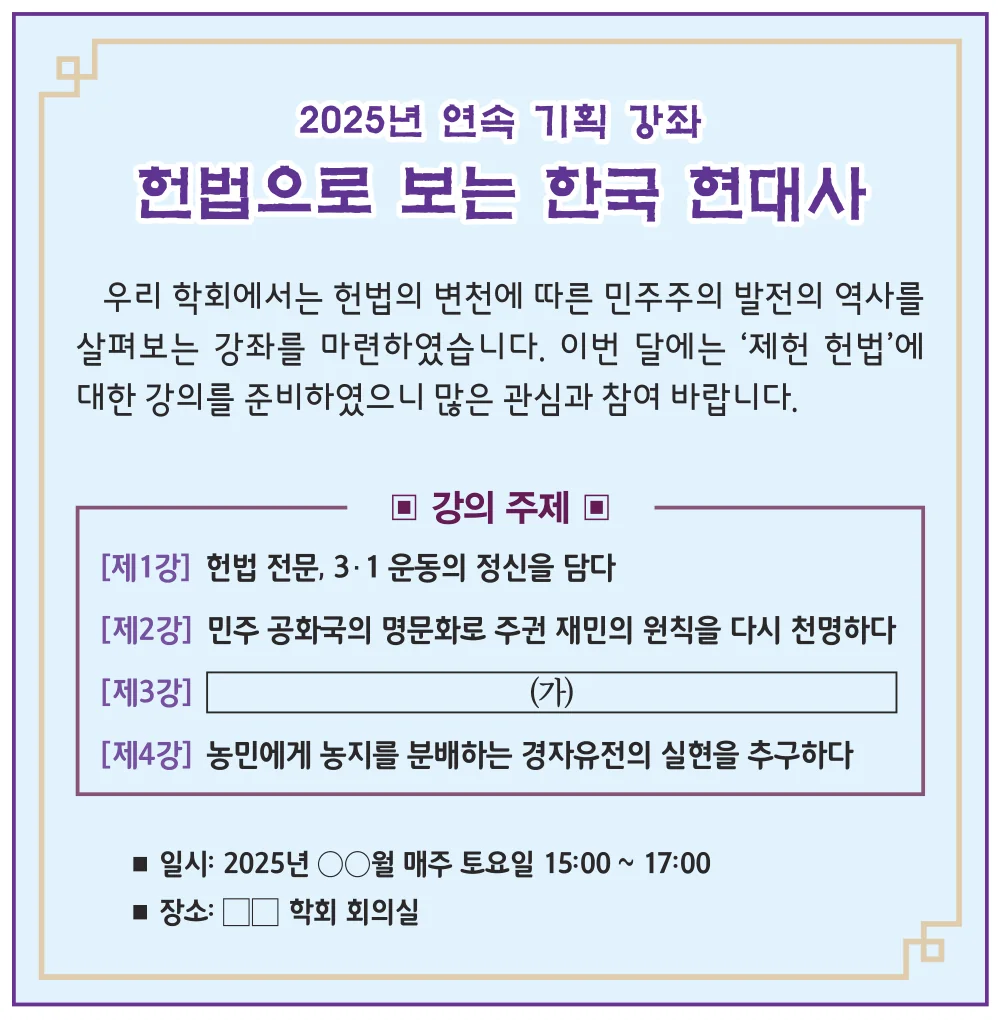 2025년 연속 기획 강좌
헌법으로 보는 한국 현대사
우리 학회에서는 헌법의 변천에 따른 민주주의 발전의 역사를
살펴보는 강좌를 마련하였습니다. 이번 달에는 ‘제헌 헌법’에
대한 강의를 준비하였으니 많은 관심과 참여 바랍니다.
▣ 강의 주제 ▣
[제1강] 헌법 전문, 3·1 운동의 정신을 담다
[제2강] 민주 공화국의 명문화로 주권 재민의 원칙을 다시 천명하다
[제3강] (가)
[제4강] 농민에게 농지를 분배하는 경자유전의 실현을 추구하다
■ 일시: 2025년 ○○월 매주 토요일 15:00 ~ 17:00
■ 장소: □□ 학회 회의실